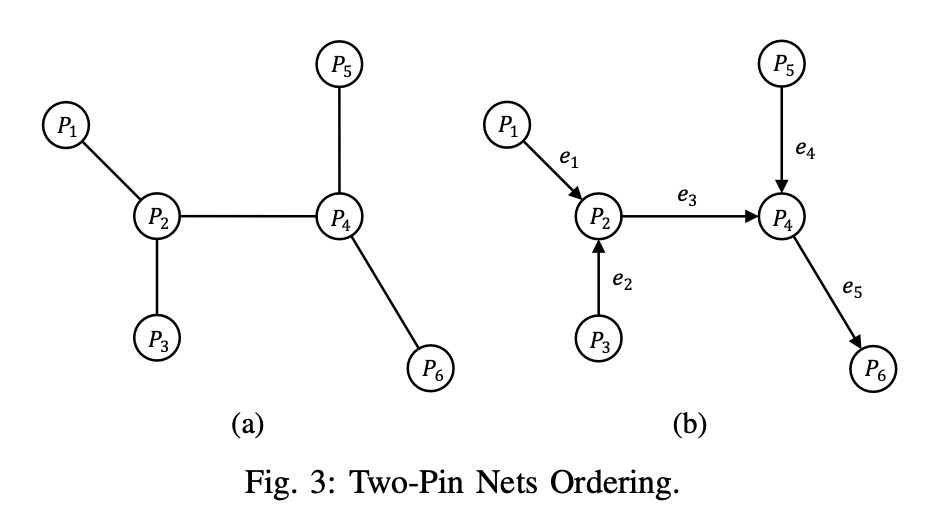 P₅ P₅
P₁ P₁
e₁ e₄
P₂ P₄ P₂ e₃ P₄
e₂ e₅
P₃ P₃
P₆ P₆
(a) (b)
Fig. 3: Two-Pin Nets Ordering.